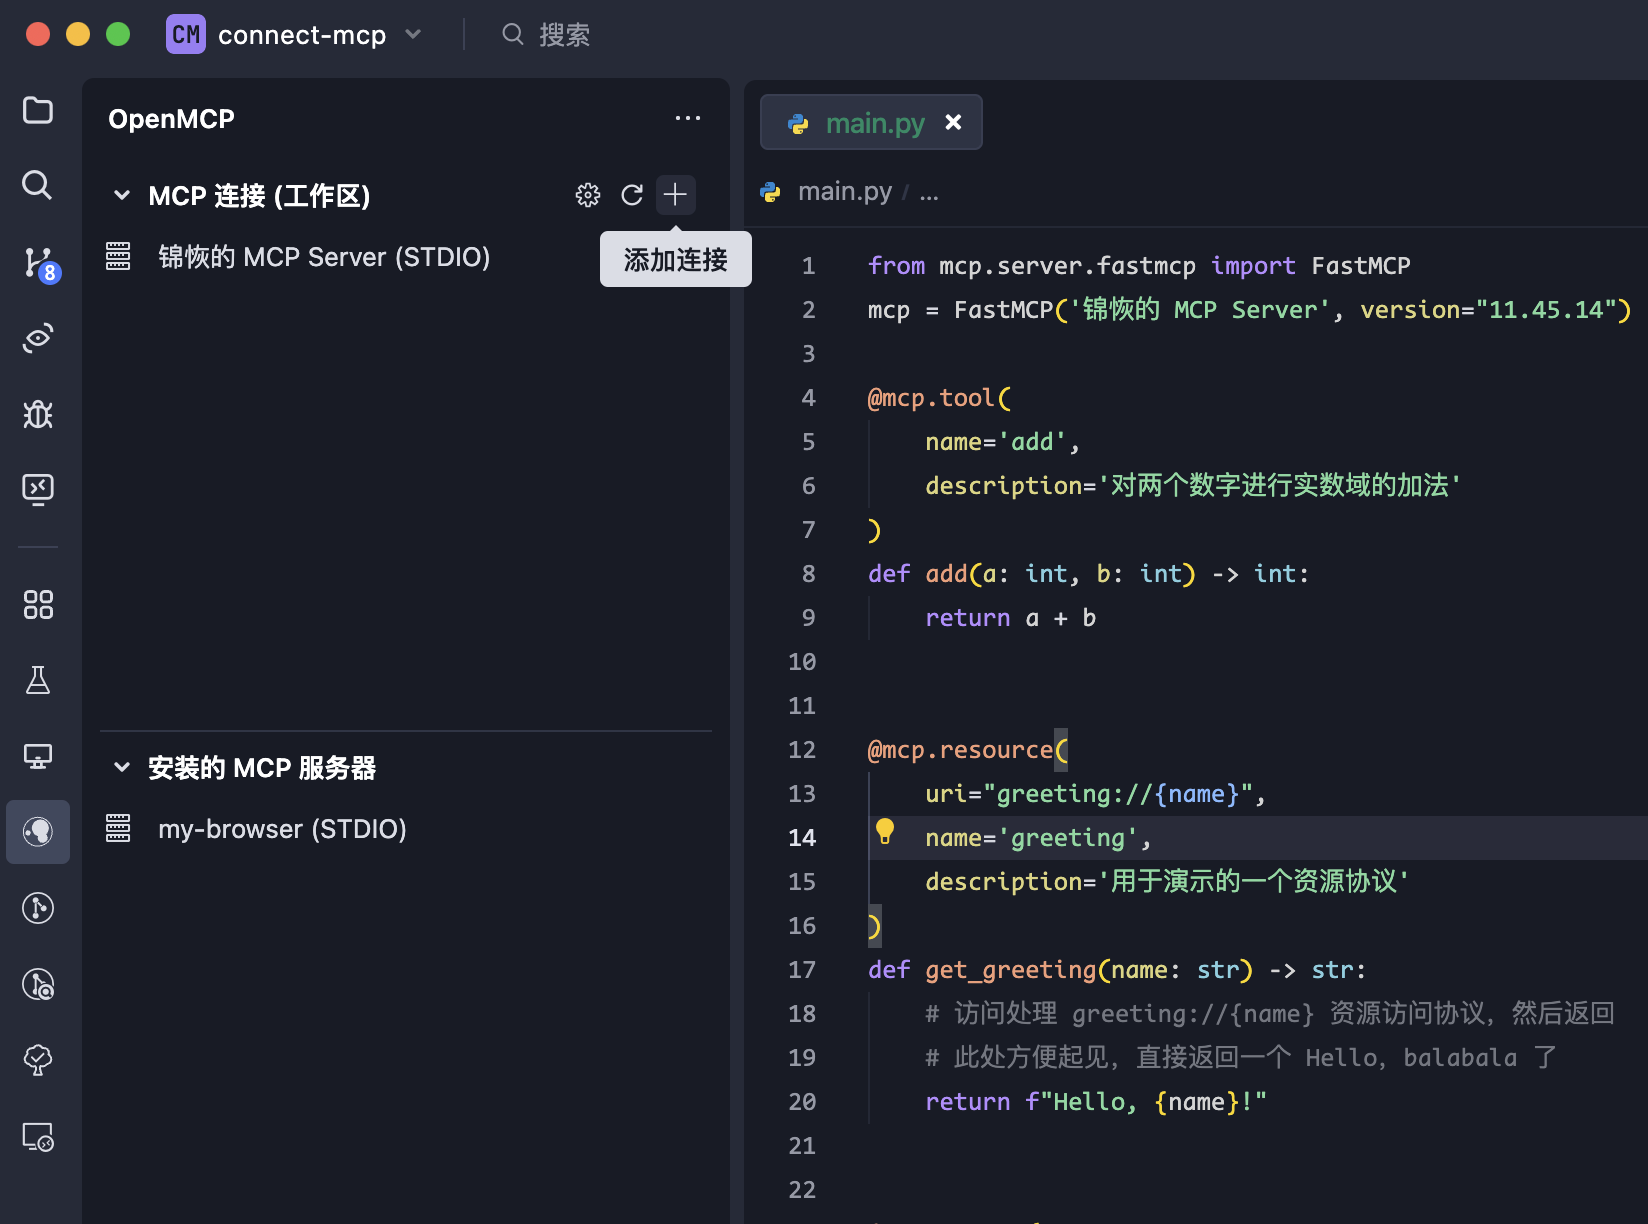 CM connect-mcp 搜索
8
OpenMCP
MCP 连接 (工作区)
添加连接
锦恢的 MCP Server (STDIO)
安装的 MCP 服务器
my-browser (STDIO)
main.py
main.py / ...
1 from mcp.server.fastmcp import FastMCP
2 mcp = FastMCP('锦恢的 MCP Server', version="11.45.14")
3
4 @mcp.tool(
5     name='add',
6     description='对两个数字进行实数域的加法'
7 )
8 def add(a: int, b: int) -> int:
9     return a + b
10
11
12 @mcp.resource(
13     uri="greeting://{name}",
14     name='greeting',
15     description='用于演示的一个资源协议'
16 )
17 def get_greeting(name: str) -> str:
18     # 访问处理 greeting://{name} 资源访问协议，然后返回
19     # 此处方便起见，直接返回一个 Hello，balabala 了
20     return f"Hello, {name}!"
21
22